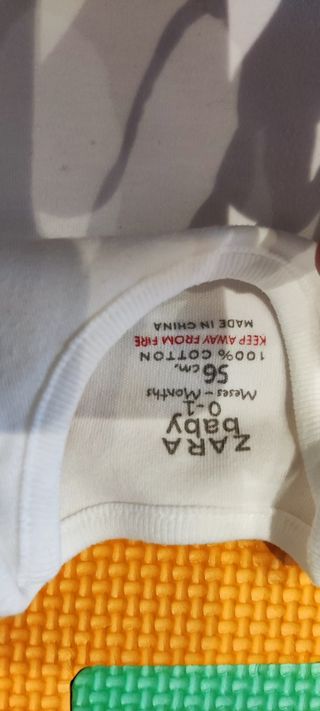 ZARA
baby
0-1
Meses - Months
56 cm.
100% COTTON
KEEP AWAY FROM FIRE
MADE IN CHINA